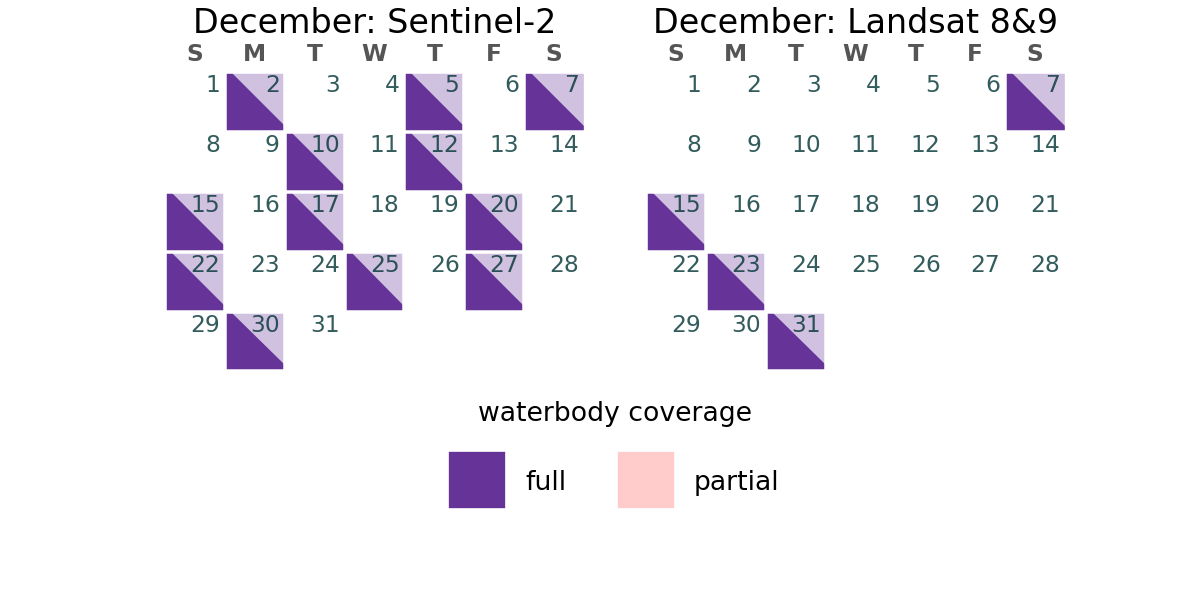 December: Sentinel-2
S M T W T F S
1 2 3 4 5 6 7
8 9 10 11 12 13 14
15 16 17 18 19 20 21
22 23 24 25 26 27 28
29 30 31
December: Landsat 8&9
S M T W T F S
1 2 3 4 5 6 7
8 9 10 11 12 13 14
15 16 17 18 19 20 21
22 23 24 25 26 27 28
29 30 31
waterbody coverage
full
partial